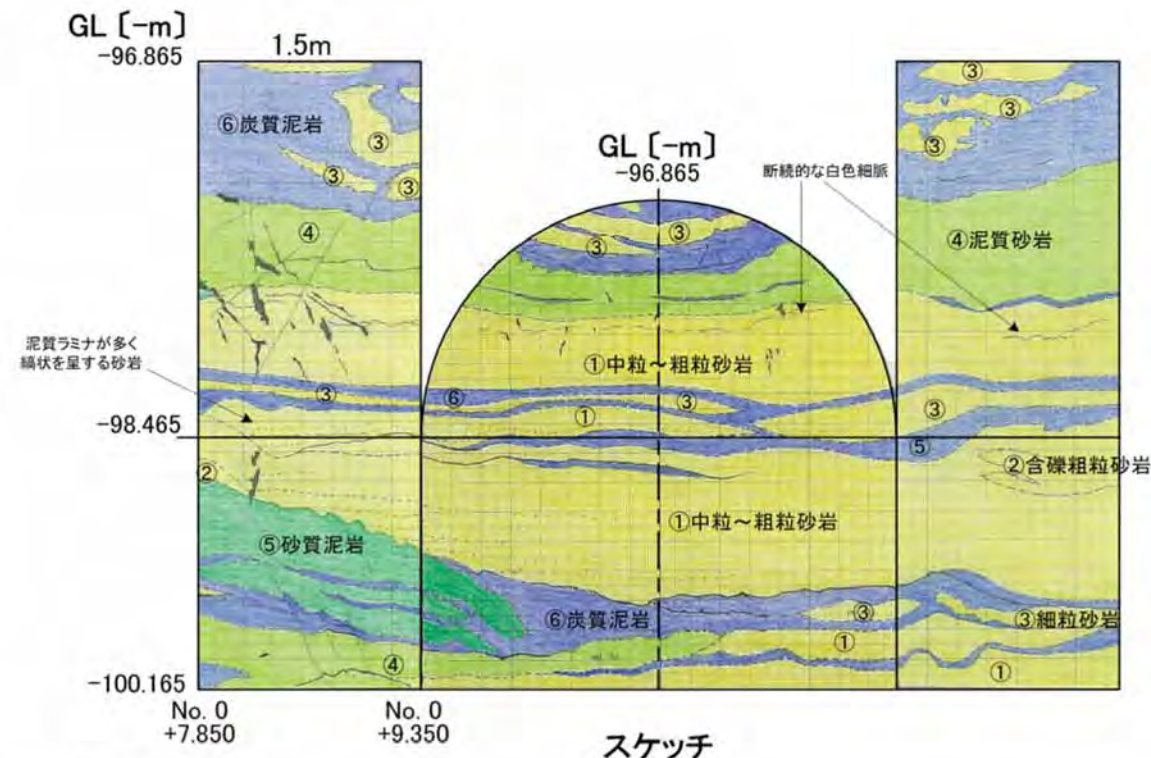 GL〔-m〕
-96.865
1.5m
⑥炭質泥岩
③
③
③
④
泥質ラミナが多く
縞状を呈する砂岩
③
-98.465
②
⑤砂質泥岩
④
-100.165
No. 0
+7.850
No. 0
+9.350
GL〔-m〕
-96.865
断続的な白色細脈
③
③
①中粒～粗粒砂岩
⑥
③
①
①中粒～粗粒砂岩
⑥炭質泥岩
③
①
③
③
③
④泥質砂岩
③
⑤
②含礫粗粒砂岩
③細粒砂岩
①
スケッチ